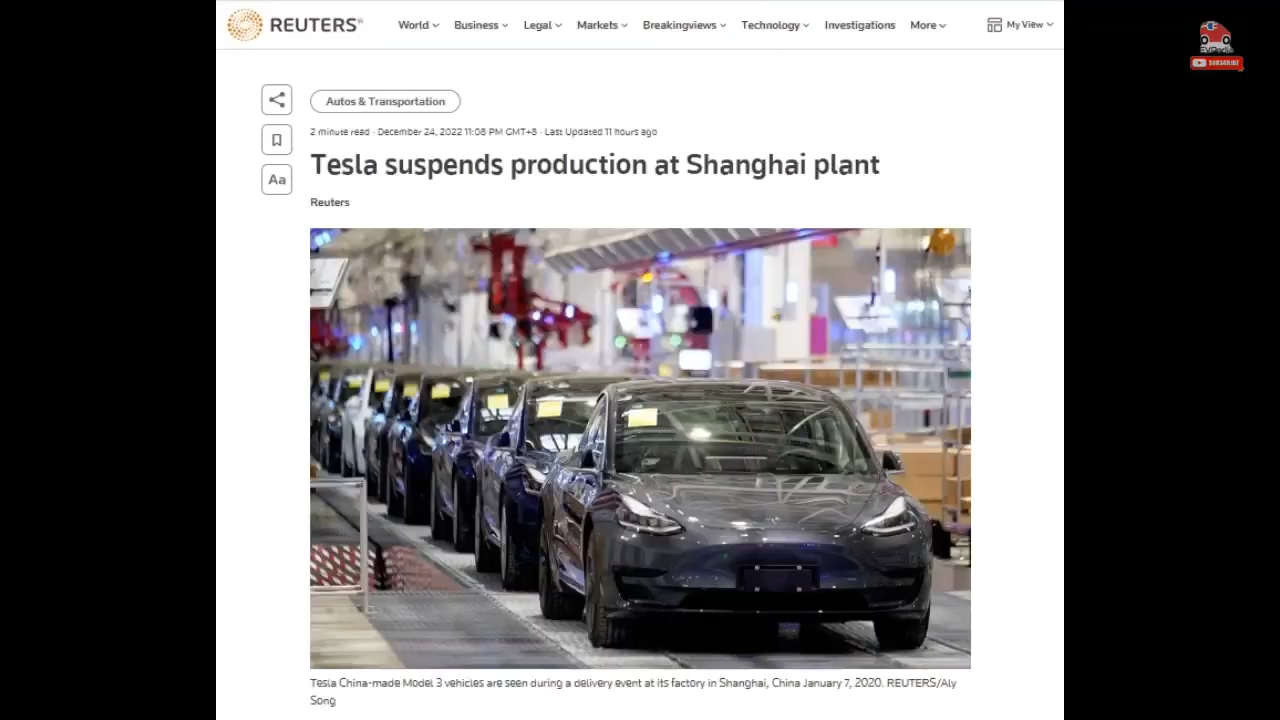 REUTERS®
World Business Legal Markets Breakingviews Technology Investigations More My View
SUBSCRIBE
Autos & Transportation
2 minute read · December 24, 2022 11:08 PM GMT+8 · Last Updated 11 hours ago
Aa
Tesla suspends production at Shanghai plant
Reuters
Tesla China-made Model 3 vehicles are seen during a delivery event at its factory in Shanghai, China January 7, 2020. REUTERS/Aly
Song